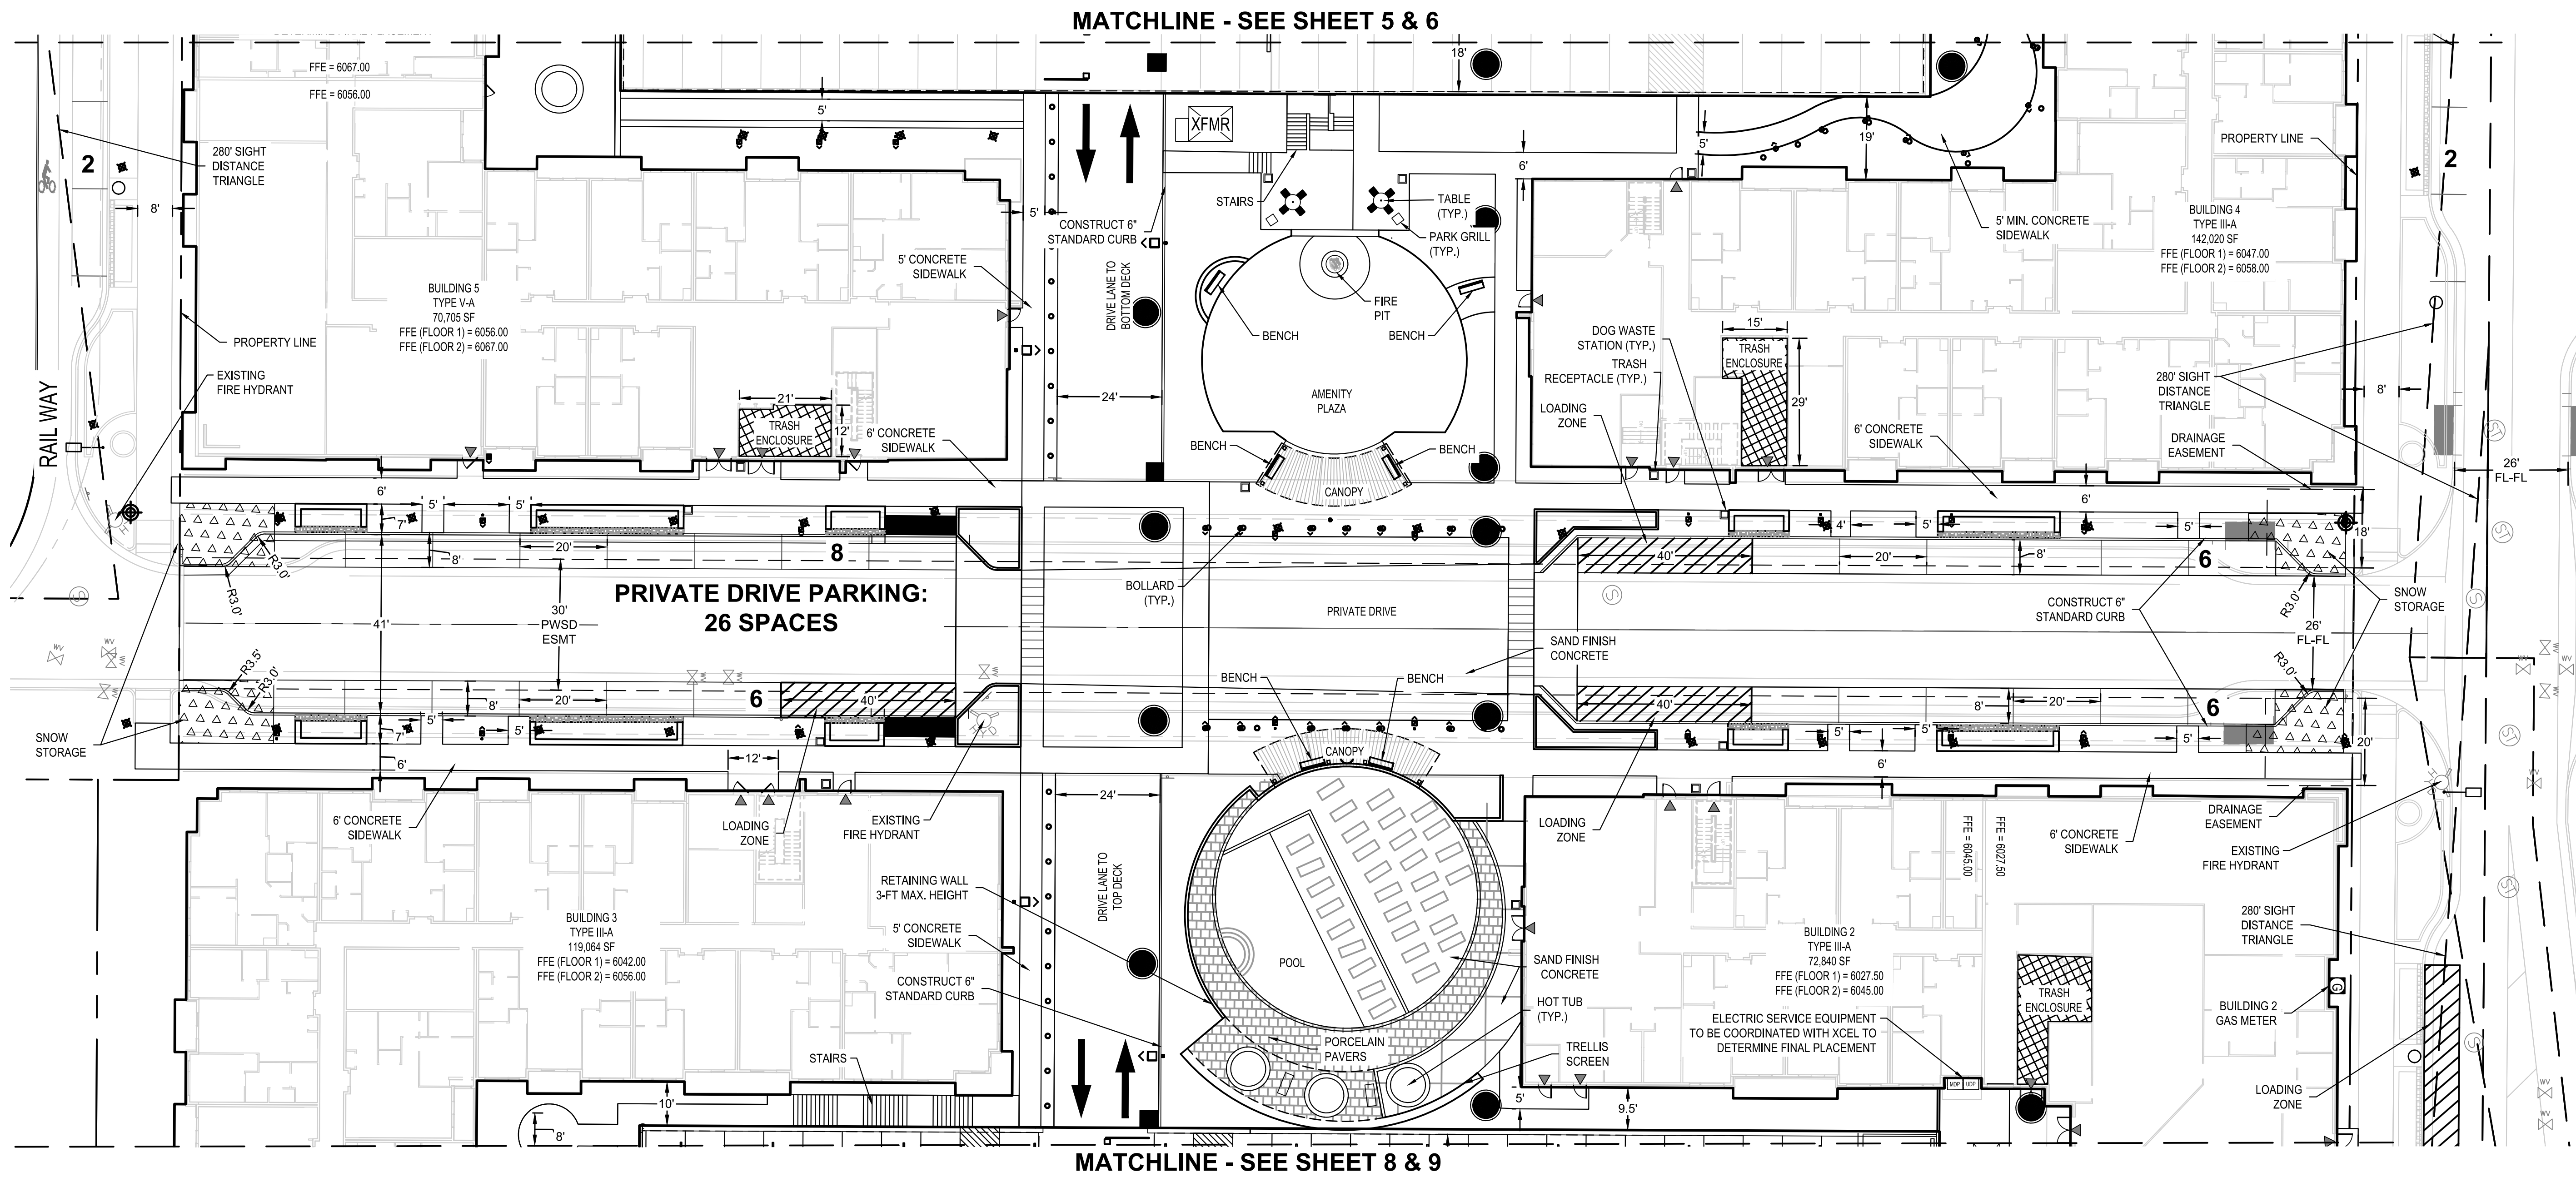 MATCHLINE - SEE SHEET 5 & 6
FFE = 6067.00
FFE = 6056.00
280' SIGHT
DISTANCE
TRIANGLE
2
8'
RAIL WAY
PROPERTY LINE
EXISTING
FIRE HYDRANT
BUILDING 5
TYPE V-A
70,705 SF
FFE (FLOOR 1) = 6056.00
FFE (FLOOR 2) = 6067.00
5'
21'
12'
TRASH
ENCLOSURE
5'
5' CONCRETE
SIDEWALK
6' CONCRETE
SIDEWALK
CONSTRUCT 6"
STANDARD CURB
DRIVE LANE TO
BOTTOM DECK
24'
XFMR
STAIRS
18'
TABLE
(TYP.)
PARK GRILL
(TYP.)
FIRE
PIT
BENCH
BENCH
AMENITY
PLAZA
BENCH
BENCH
CANOPY
6'
5'
19'
5' MIN. CONCRETE
SIDEWALK
BUILDING 4
TYPE III-A
142,020 SF
FFE (FLOOR 1) = 6047.00
FFE (FLOOR 2) = 6058.00
PROPERTY LINE
2
DOG WASTE
STATION (TYP.)
TRASH
RECEPTACLE (TYP.)
LOADING
ZONE
15'
TRASH
ENCLOSURE
29'
6' CONCRETE
SIDEWALK
280' SIGHT
DISTANCE
TRIANGLE
DRAINAGE
EASEMENT
8'
26'
FL-FL
ST
ST
6'
5'
5'
7'
20'
8'
8
R3.0'
R3.0'
41'
30'
PWSD
ESMT
PRIVATE DRIVE PARKING:
26 SPACES
BOLLARD
(TYP.)
PRIVATE DRIVE
SAND FINISH
CONCRETE
40'
4'
5'
20'
8'
6
6'
5'
18'
S
S
S
R3.0'
26'
FL-FL
R3.0'
CONSTRUCT 6"
STANDARD CURB
SNOW
STORAGE
WV
WV
WV
WV
WV
WV
WV
WV
WV
R3.5'
R3.0'
8'
20'
6
40'
5'
5'
7'
6'
SNOW
STORAGE
12'
BENCH
BENCH
CANOPY
40'
8'
20'
6
5'
5'
5'
6'
20'
ST
6' CONCRETE
SIDEWALK
LOADING
ZONE
EXISTING
FIRE HYDRANT
24'
DRIVE LANE TO
TOP DECK
RETAINING WALL
3-FT MAX. HEIGHT
5' CONCRETE
SIDEWALK
CONSTRUCT 6"
STANDARD CURB
BUILDING 3
TYPE III-A
119,064 SF
FFE (FLOOR 1) = 6042.00
FFE (FLOOR 2) = 6056.00
STAIRS
10'
8'
POOL
PORCELAIN
PAVERS
LOADING
ZONE
SAND FINISH
CONCRETE
HOT TUB
(TYP.)
TRELLIS
SCREEN
5'
9.5'
BUILDING 2
TYPE III-A
72,840 SF
FFE (FLOOR 1) = 6027.50
FFE (FLOOR 2) = 6045.00
FFE = 6045.00
FFE = 6027.50
ELECTRIC SERVICE EQUIPMENT
TO BE COORDINATED WITH XCEL TO
DETERMINE FINAL PLACEMENT
MDP
UDP
TRASH
ENCLOSURE
6' CONCRETE
SIDEWALK
DRAINAGE
EASEMENT
EXISTING
FIRE HYDRANT
280' SIGHT
DISTANCE
TRIANGLE
G
BUILDING 2
GAS METER
LOADING
ZONE
ST
S
MATCHLINE - SEE SHEET 8 & 9